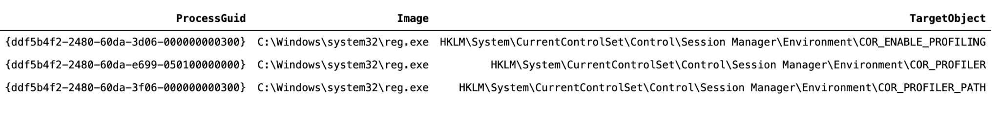 ProcessGuid Image TargetObject
{ddf5b4f2-2480-60da-3d06-000000000300} C:\Windows\system32\reg.exe HKLM\System\CurrentControlSet\Control\Session Manager\Environment\COR_ENABLE_PROFILING
{ddf5b4f2-2480-60da-e699-050100000000} C:\Windows\system32\reg.exe HKLM\System\CurrentControlSet\Control\Session Manager\Environment\COR_PROFILER
{ddf5b4f2-2480-60da-3f06-000000000300} C:\Windows\system32\reg.exe HKLM\System\CurrentControlSet\Control\Session Manager\Environment\COR_PROFILER_PATH